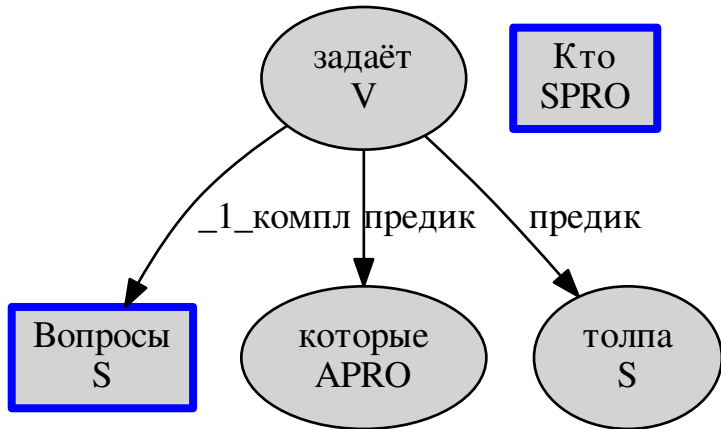 задаёт
V
Кто
SPRO
_1_компл
предик
предик
Вопросы
S
которые
APRO
толпа
S